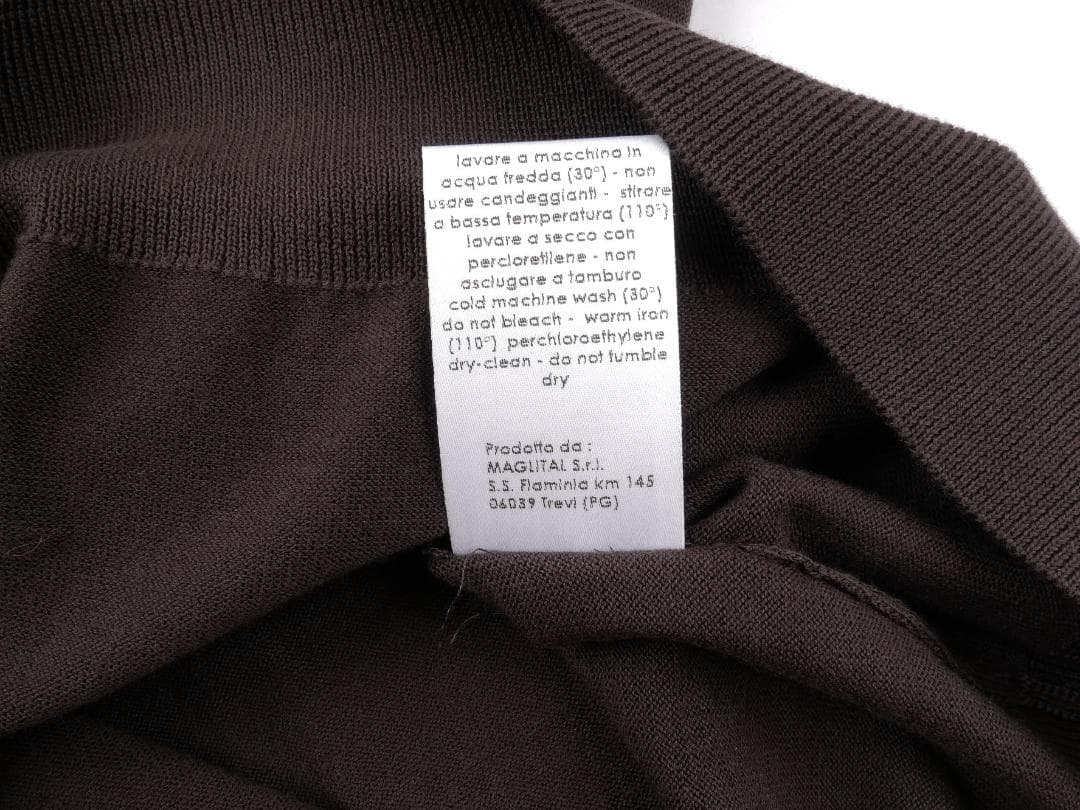 lavare a macchina in
acqua fredda (30°) - non
usare candeggianti - stirare
a bassa temperatura (110°)
lavare a secco con
percloretilene - non
asciugare a tamburo
cold machine wash (30°)
do not bleach - warm iron
(110°) perchloroethylene
dry-clean - do not tumble
dry
Prodotto da :
MAGLITAL S.r.l.
S.S. Flaminia km 145
06039 Trevi (PG)